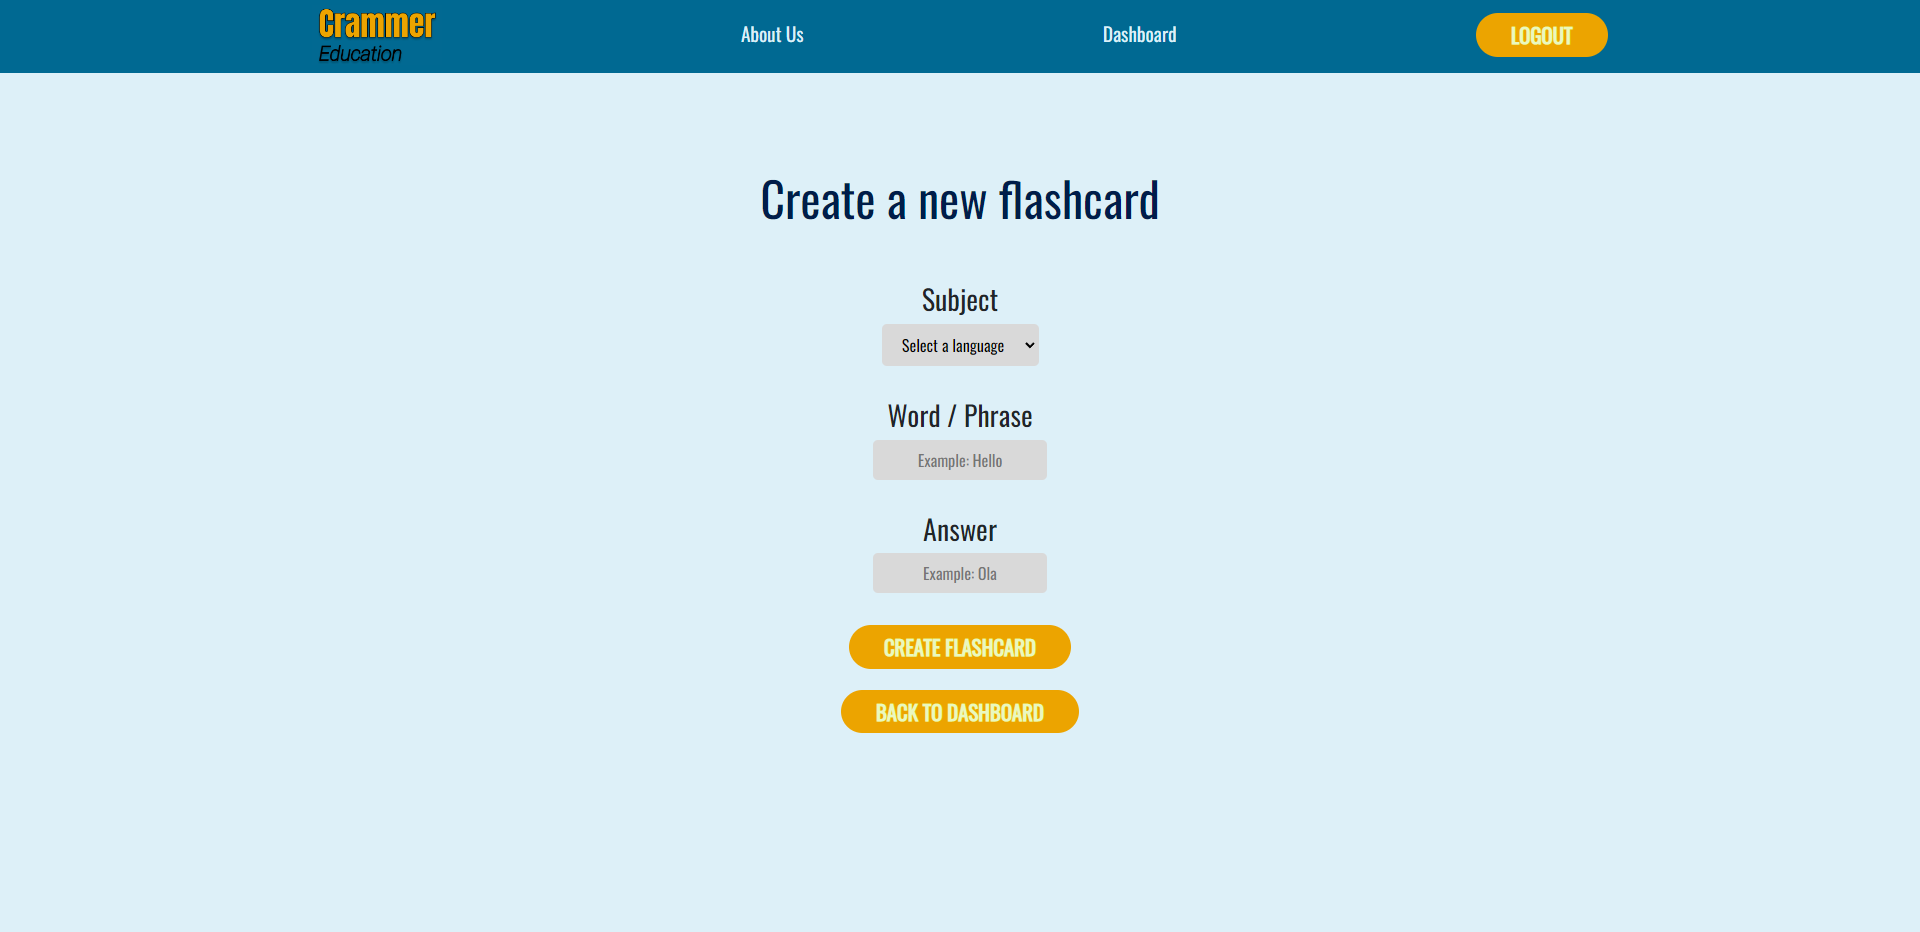 Crammer
Education
About Us
Dashboard
LOGOUT
Create a new flashcard
Subject
Select a language
Word / Phrase
Example: Hello
Answer
Example: Ola
CREATE FLASHCARD
BACK TO DASHBOARD